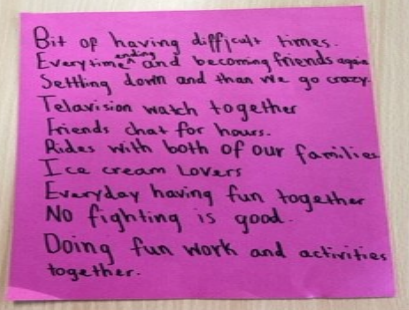 Bit of having difficult times.
Everytime ending and becoming friends again
Settling down and than we go crazy.
Telavision watch together
Friends chat for hours.
Rides with both of our families
Ice cream Lovers
Everyday having fun together
No fighting is good.
Doing fun work and activities
together.